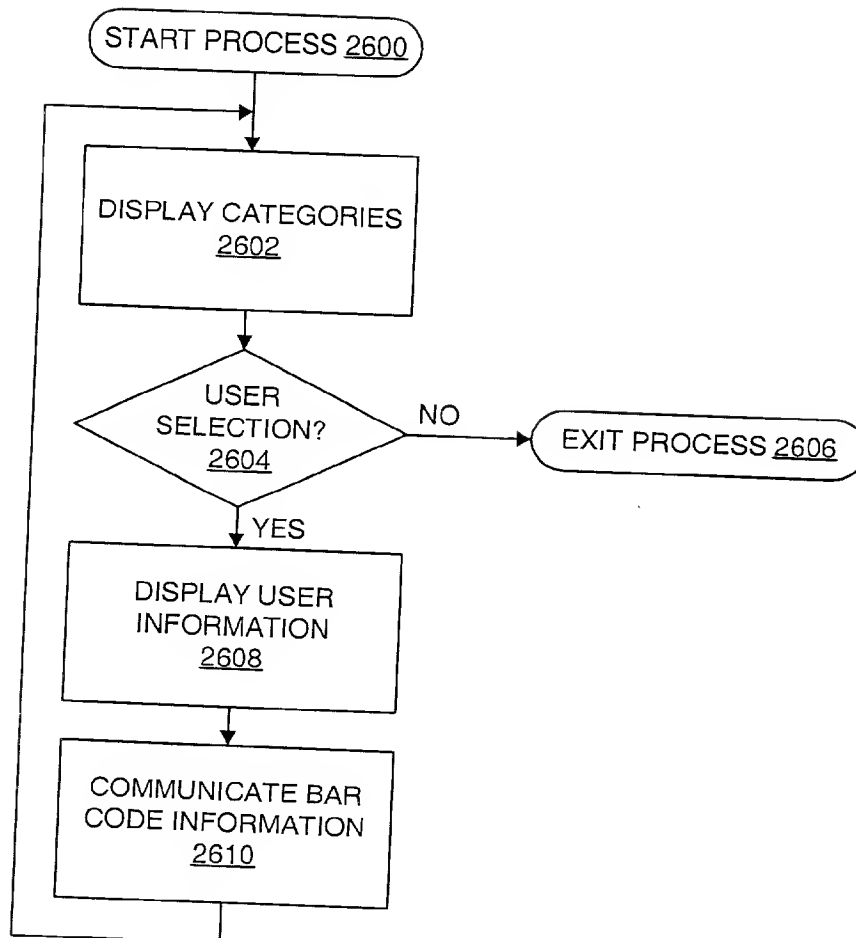 START PROCESS 2600
DISPLAY CATEGORIES
2602
USER
SELECTION?
2604
NO
EXIT PROCESS 2606
YES
DISPLAY USER
INFORMATION
2608
COMMUNICATE BAR
CODE INFORMATION
2610